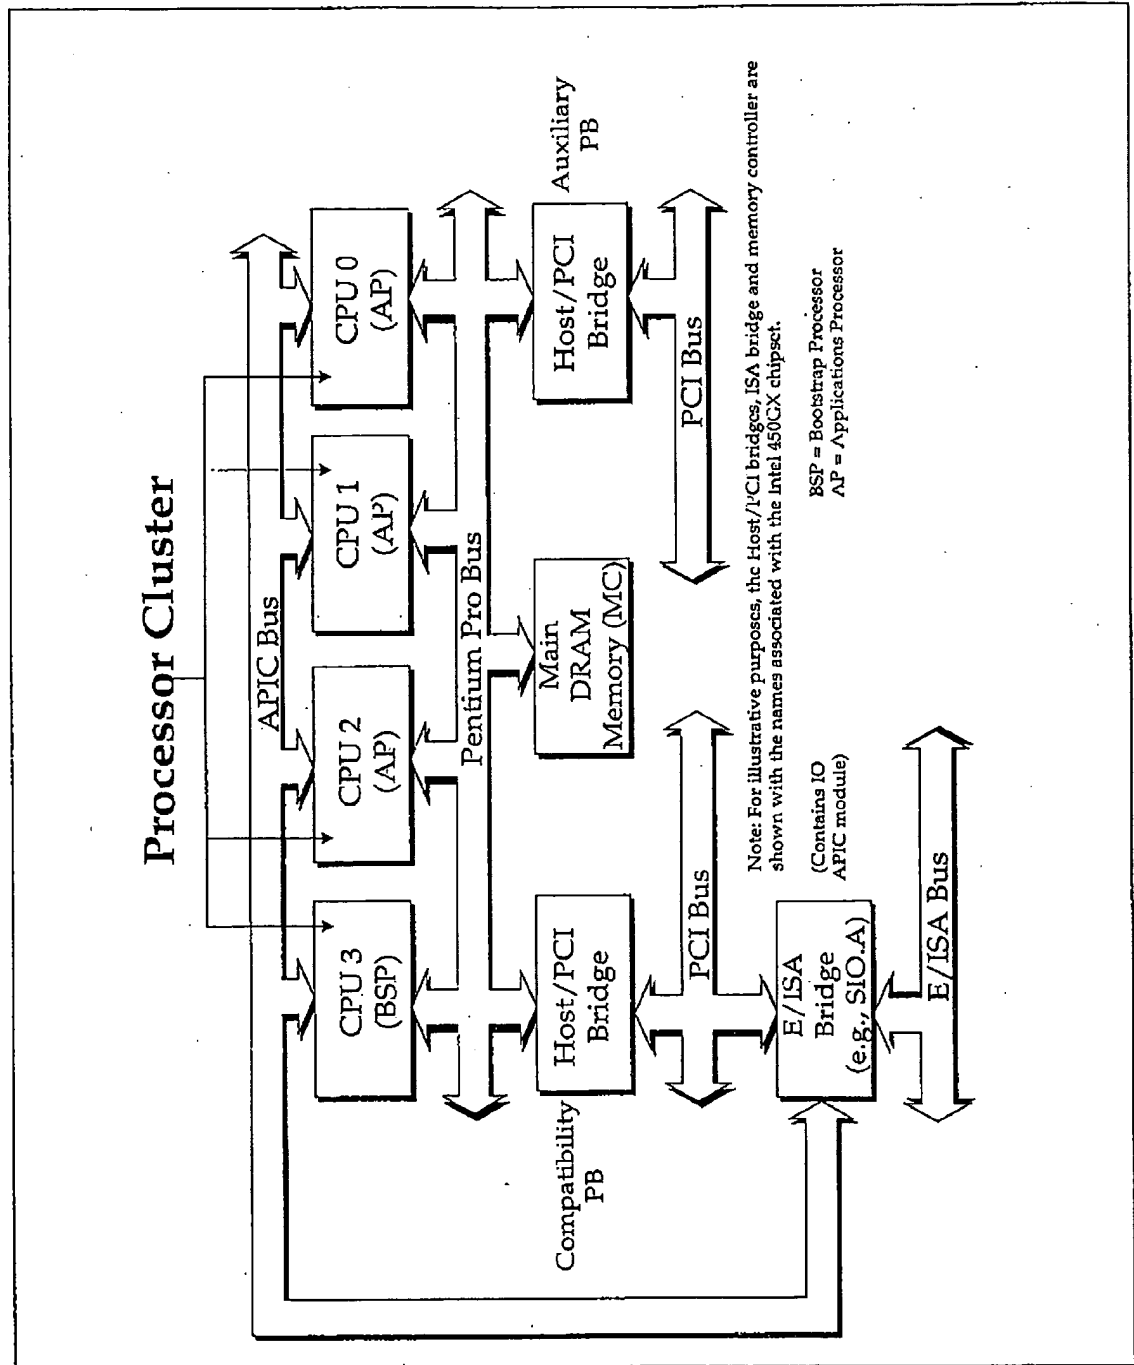 Processor Cluster
APIC Bus
CPU 3
(BSP)
CPU 2
(AP)
CPU 1
(AP)
CPU 0
(AP)
Pentium Pro Bus
Compatibility
PB
Host/PCI
Bridge
Main
DRAM
Memory (MC)
Host/PCI
Bridge
Auxiliary
PB
PCI Bus
PCI Bus
Note: For illustrative purposes, the Host/PCI bridges, ISA bridge and memory controller are
shown with the names associated with the Intel 450GX chipset.
E/ISA
Bridge
(e.g., SIO.A)
(Contains IO
APIC module)
BSP = Bootstrap Processor
AP = Applications Processor
E/ISA Bus